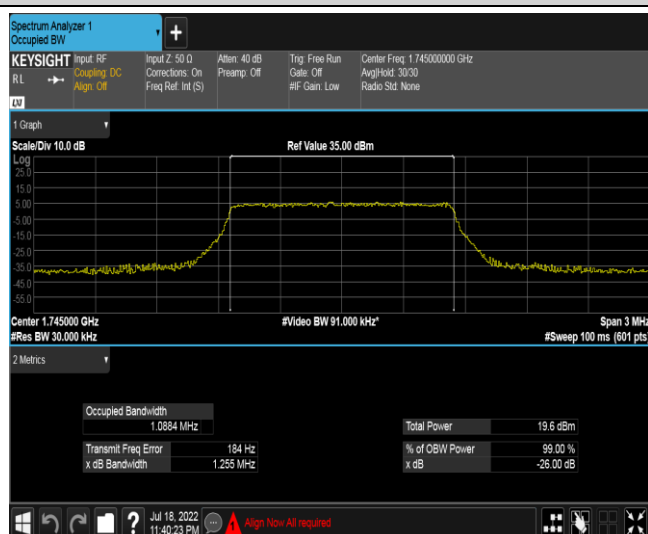 Spectrum Analyzer 1
Occupied BW
+
KEYSIGHT Input: RF Input Z: 50 Ω Atten: 40 dB Trig: Free Run Center Freq: 1.745000000 GHz
RL Coupling: DC Corrections: On Preamp: Off Gate: Off Avg|Hold: 30/30
Align: Off Freq Ref: Int (S) #IF Gain: Low Radio Std: None
LXI
1 Graph
Scale/Div 10.0 dB Ref Value 35.00 dBm
Log
25.0
15.0
5.00
-5.00
-15.0
-25.0
-35.0
-45.0
-55.0
Center 1.745000 GHz #Video BW 91.000 kHz* Span 3 MHz
#Res BW 30.000 kHz #Sweep 100 ms (601 pts)
2 Metrics
Occupied Bandwidth
1.0884 MHz Total Power 19.6 dBm
Transmit Freq Error 184 Hz % of OBW Power 99.00 %
x dB Bandwidth 1.255 MHz x dB -26.00 dB
? Jul 18, 2022
11:40:23 PM Align Now All required